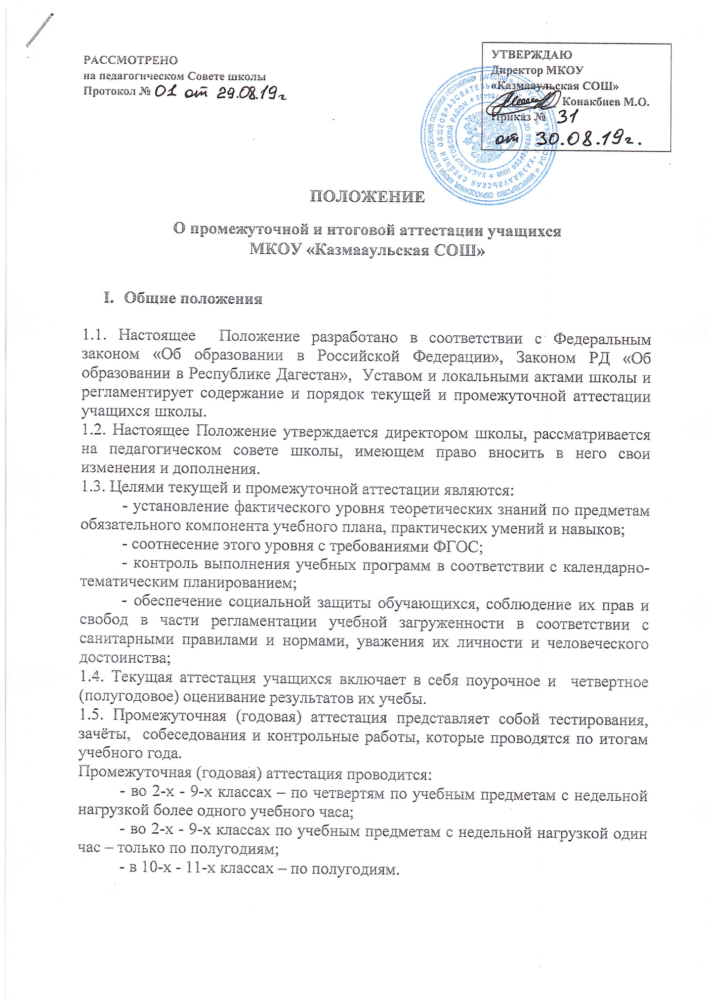 РАССМОТРЕНО
на педагогическом Совете школы
Протокол № 01 от 29.08.19г
УТВЕРЖДАЮ
Директор МКОУ
«Казмааульская СОШ»
Конакбиев М.О.
Приказ № 31
от 30.08.19г.
ПОЛОЖЕНИЕ
О промежуточной и итоговой аттестации учащихся
МКОУ «Казмааульская СОШ»
I. Общие положения
1.1. Настоящее Положение разработано в соответствии с Федеральным
законом «Об образовании в Российской Федерации», Законом РД «Об
образовании в Республике Дагестан», Уставом и локальными актами школы и
регламентирует содержание и порядок текущей и промежуточной аттестации
учащихся школы.
1.2. Настоящее Положение утверждается директором школы, рассматривается
на педагогическом совете школы, имеющем право вносить в него свои
изменения и дополнения.
1.3. Целями текущей и промежуточной аттестации являются:
- установление фактического уровня теоретических знаний по предметам
обязательного компонента учебного плана, практических умений и навыков;
- соотнесение этого уровня с требованиями ФГОС;
- контроль выполнения учебных программ в соответствии с календарно-
тематическим планированием;
- обеспечение социальной защиты обучающихся, соблюдение их прав и
свобод в части регламентации учебной загруженности в соответствии с
санитарными правилами и нормами, уважения их личности и человеческого
достоинства;
1.4. Текущая аттестация учащихся включает в себя поурочное и четвертное
(полугодовое) оценивание результатов их учебы.
1.5. Промежуточная (годовая) аттестация представляет собой тестирования,
зачёты, собеседования и контрольные работы, которые проводятся по итогам
учебного года.
Промежуточная (годовая) аттестация проводится:
- во 2-х - 9-х классах – по четвертям по учебным предметам с недельной
нагрузкой более одного учебного часа;
- во 2-х - 9-х классах по учебным предметам с недельной нагрузкой один
час – только по полугодиям;
- в 10-х - 11-х классах – по полугодиям.